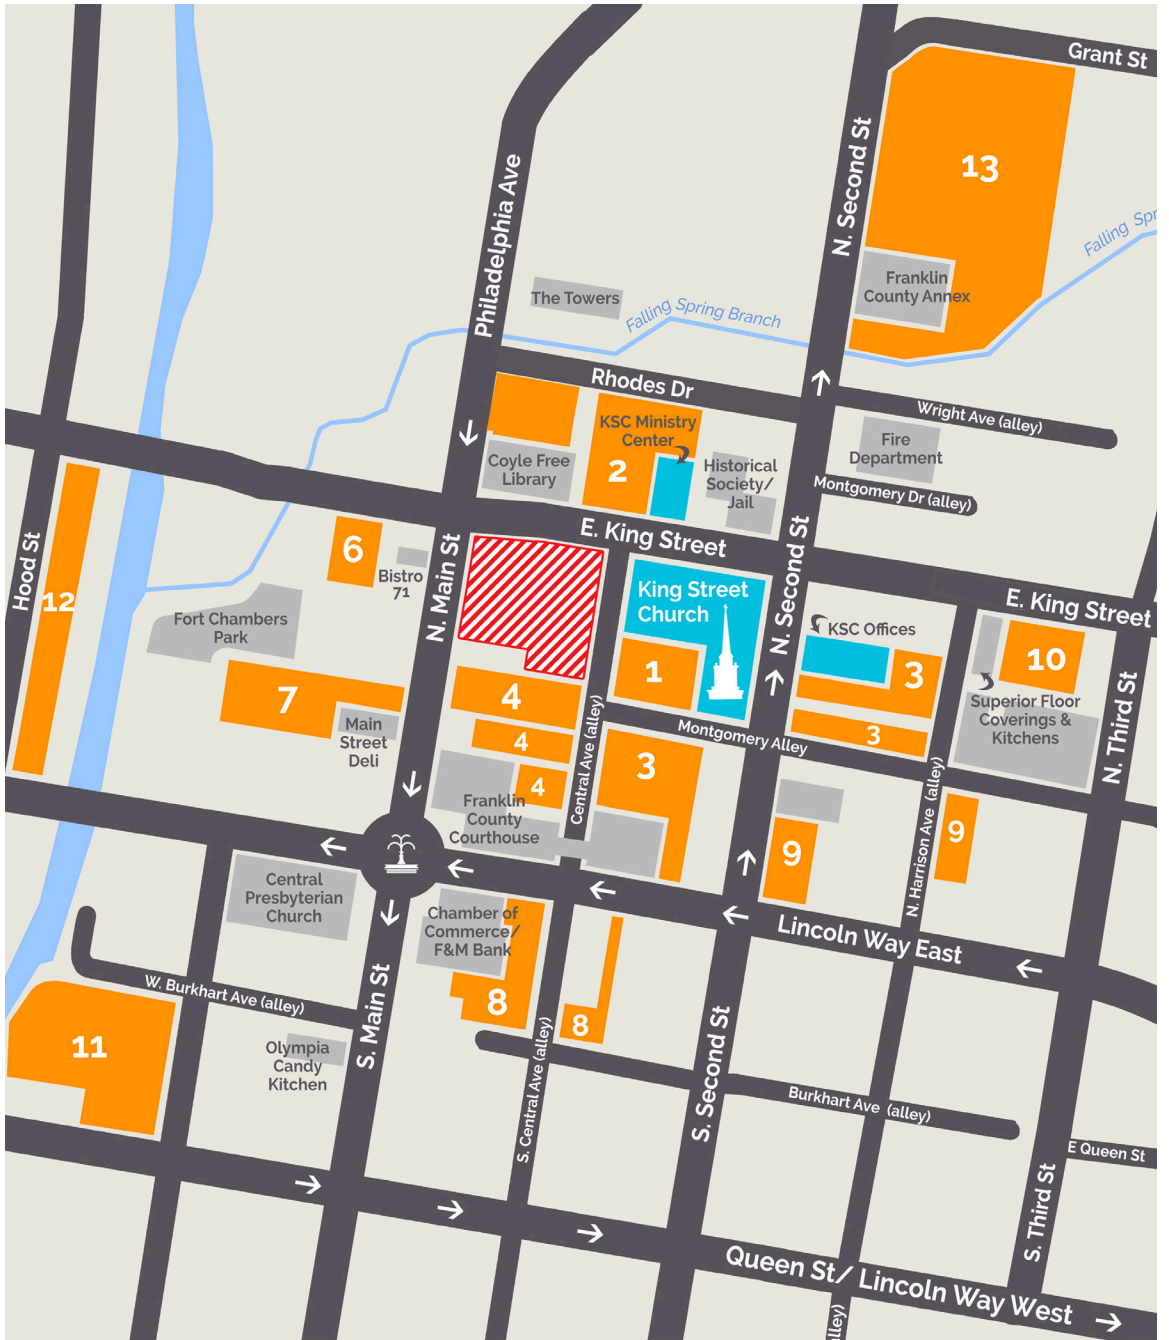 Grant St
13
N. Second St
Philadelphia Ave
Falling Spr
Franklin
County Annex
The Towers
Falling Spring Branch
Rhodes Dr
Wright Ave (alley)
KSC Ministry
Center
Fire
Department
Coyle Free
Library
2
Historical
Society/
Jail
Montgomery Dr (alley)
E. King Street
Hood St
12
6
Bistro
71
N. Main St
King Street
Church
N. Second St
E. King Street
Fort Chambers
Park
KSC Offices
1
3
10
7
4
Superior Floor
Coverings &
Kitchens
N. Third St
Main
Street
Deli
4
Central Ave (alley)
Montgomery Alley
3
3
4
Franklin
County
Courthouse
N. Harrison Ave (alley)
9
9
Central
Presbyterian
Church
Chamber of
Commerce/
F&M Bank
Lincoln Way East
W. Burkhart Ave (alley)
8
8
S. Main St
11
Olympia
Candy
Kitchen
S. Central Ave (alley)
S. Second St
Burkhart Ave (alley)
E Queen St
S. Third St
Queen St/ Lincoln Way West
lley)